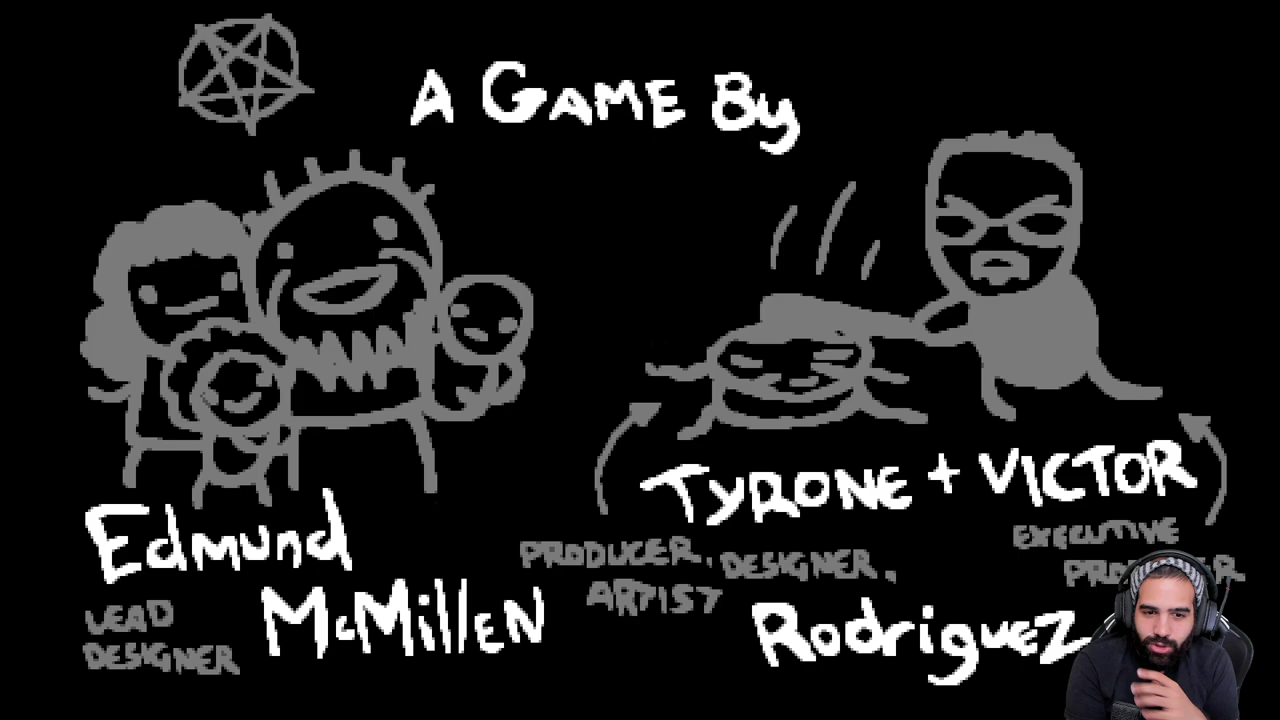 A GAME By
TYRONE + VICTOR
Edmund
EXECUTIVE
PRODUCER, DESIGNER,
ARTIST
LEAD
DESIGNER
McMillEN
RodriguEZ